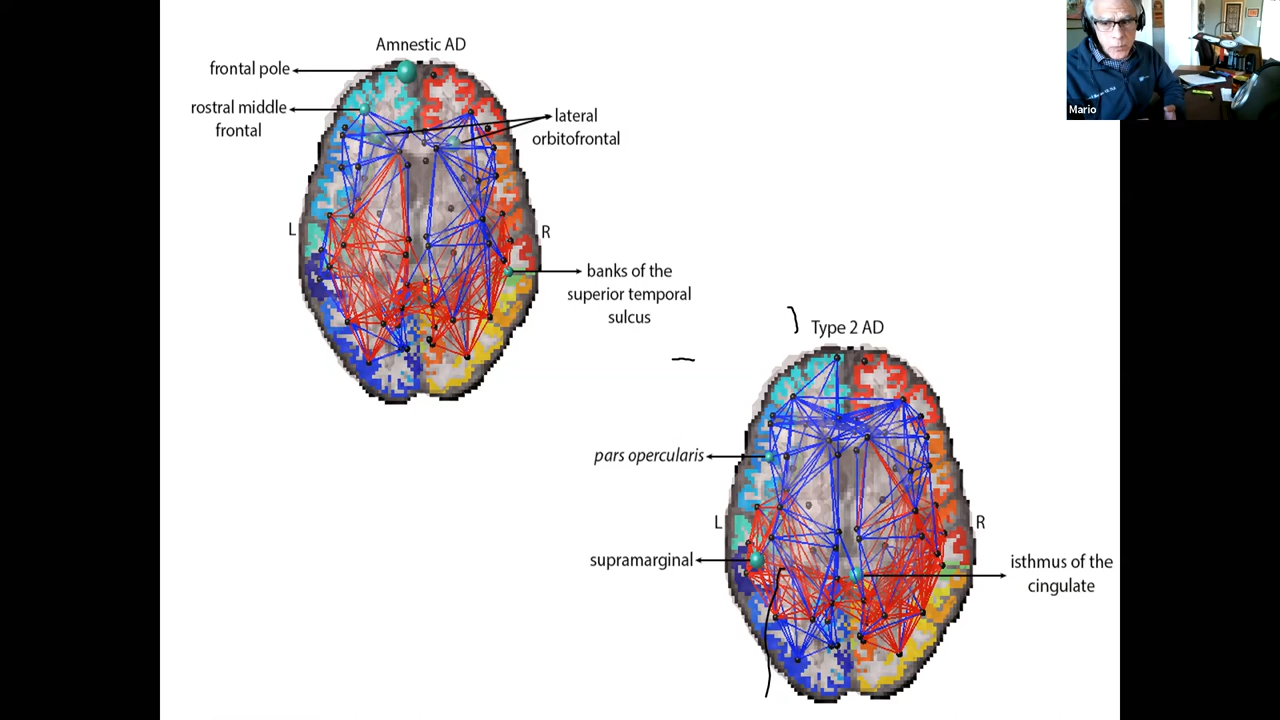 Amnestic AD
frontal pole
rostral middle
frontal
lateral
orbitofrontal
L
R
banks of the
superior temporal
sulcus
Type 2 AD
pars opercularis
L
R
supramarginal
isthmus of the
cingulate
Mario